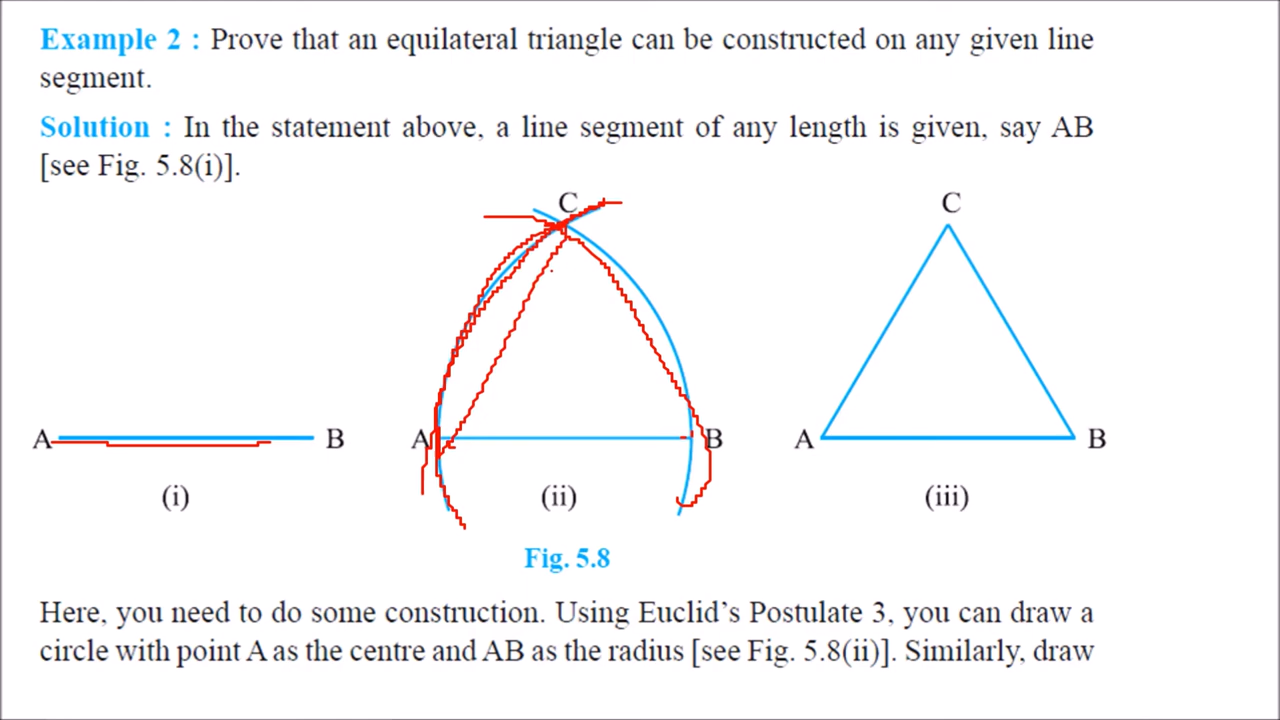 Example 2 : Prove that an equilateral triangle can be constructed on any given line
segment.
Solution : In the statement above, a line segment of any length is given, say AB
[see Fig. 5.8(i)].
C C
A B A B A B
(i) (ii) (iii)
Fig. 5.8
Here, you need to do some construction. Using Euclid’s Postulate 3, you can draw a
circle with point A as the centre and AB as the radius [see Fig. 5.8(ii)]. Similarly, draw